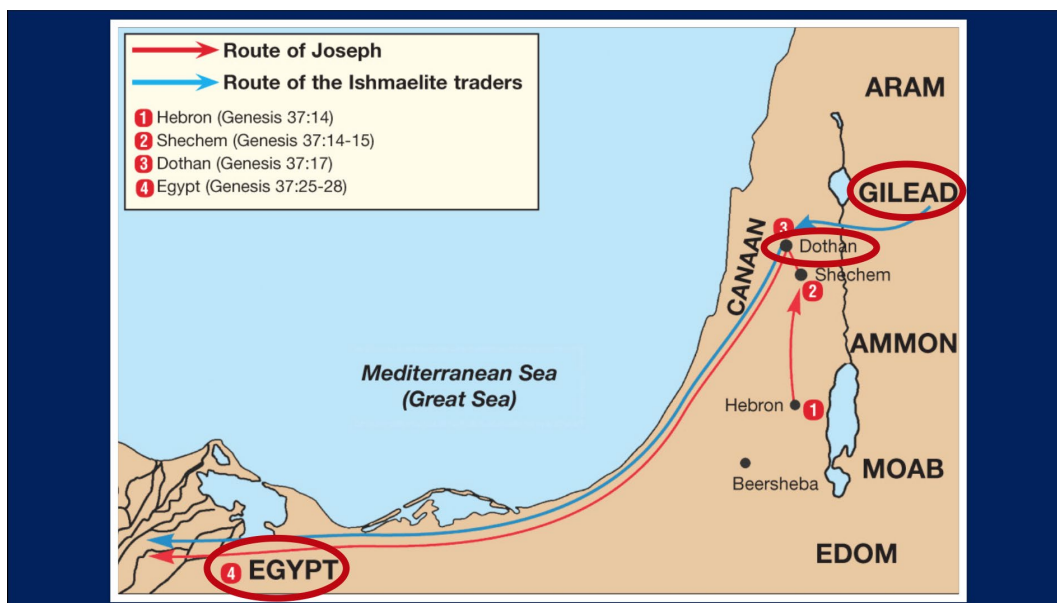 Route of Joseph
Route of the Ishmaelite traders
1 Hebron (Genesis 37:14)
2 Shechem (Genesis 37:14-15)
3 Dothan (Genesis 37:17)
4 Egypt (Genesis 37:25-28)
ARAM
GILEAD
3
Dothan
CANAAN
Shechem
2
AMMON
Mediterranean Sea
(Great Sea)
Hebron 1
MOAB
Beersheba
EDOM
4 EGYPT